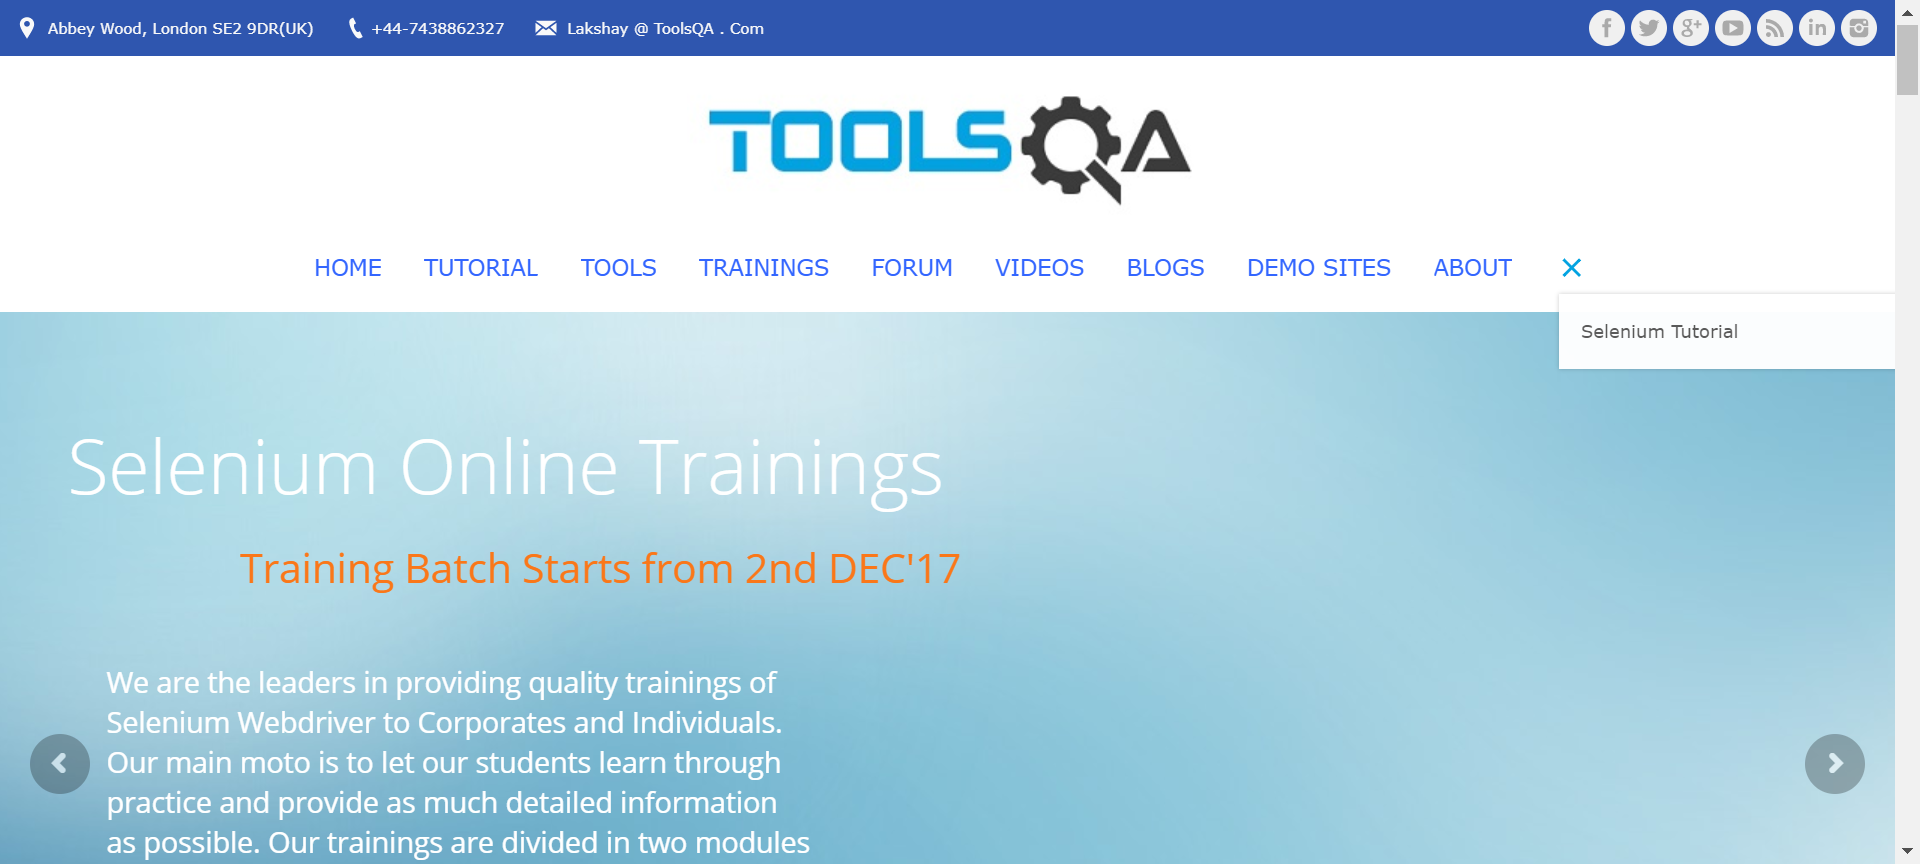 Abbey Wood, London SE2 9DR(UK) +44-7438862327 Lakshay @ ToolsQA . Com
TOOLSQA
HOME TUTORIAL TOOLS TRAININGS FORUM VIDEOS BLOGS DEMO SITES ABOUT
Selenium Tutorial
Selenium Online Trainings
Training Batch Starts from 2nd DEC'17
We are the leaders in providing quality trainings of
Selenium Webdriver to Corporates and Individuals.
Our main moto is to let our students learn through
practice and provide as much detailed information
as possible. Our trainings are divided in two modules